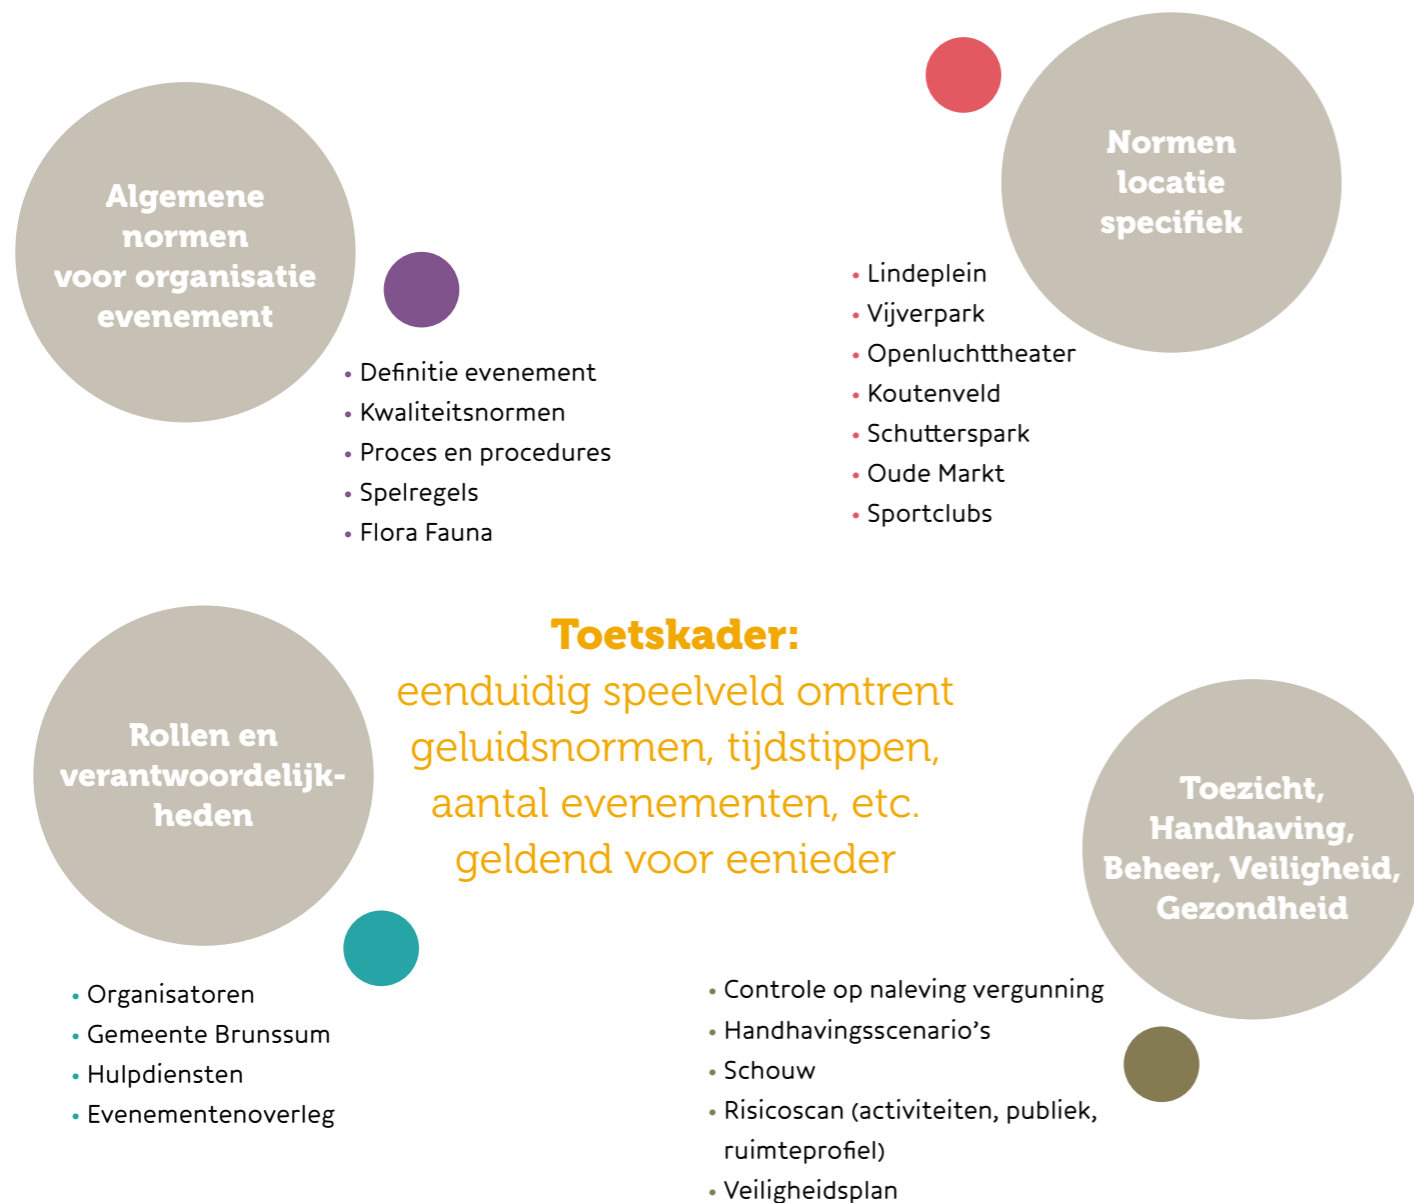 Algemene
normen
voor organisatie
evenement
• Definitie evenement
• Kwaliteitsnormen
• Proces en procedures
• Spelregels
• Flora Fauna
Normen
locatie
specifiek
• Lindeplein
• Vijverpark
• Openluchttheater
• Koutenveld
• Schutterspark
• Oude Markt
• Sportclubs
Toetskader:
eenduidig speelveld omtrent
geluidsnormen, tijdstippen,
aantal evenementen, etc.
geldend voor eenieder
Rollen en
verantwoordelijk-
heden
• Organisatoren
• Gemeente Brunssum
• Hulpdiensten
• Evenementenoverleg
Toezicht,
Handhaving,
Beheer, Veiligheid,
Gezondheid
• Controle op naleving vergunning
• Handhavingsscenario’s
• Schouw
• Risicoscan (activiteiten, publiek,
ruimteprofiel)
• Veiligheidsplan